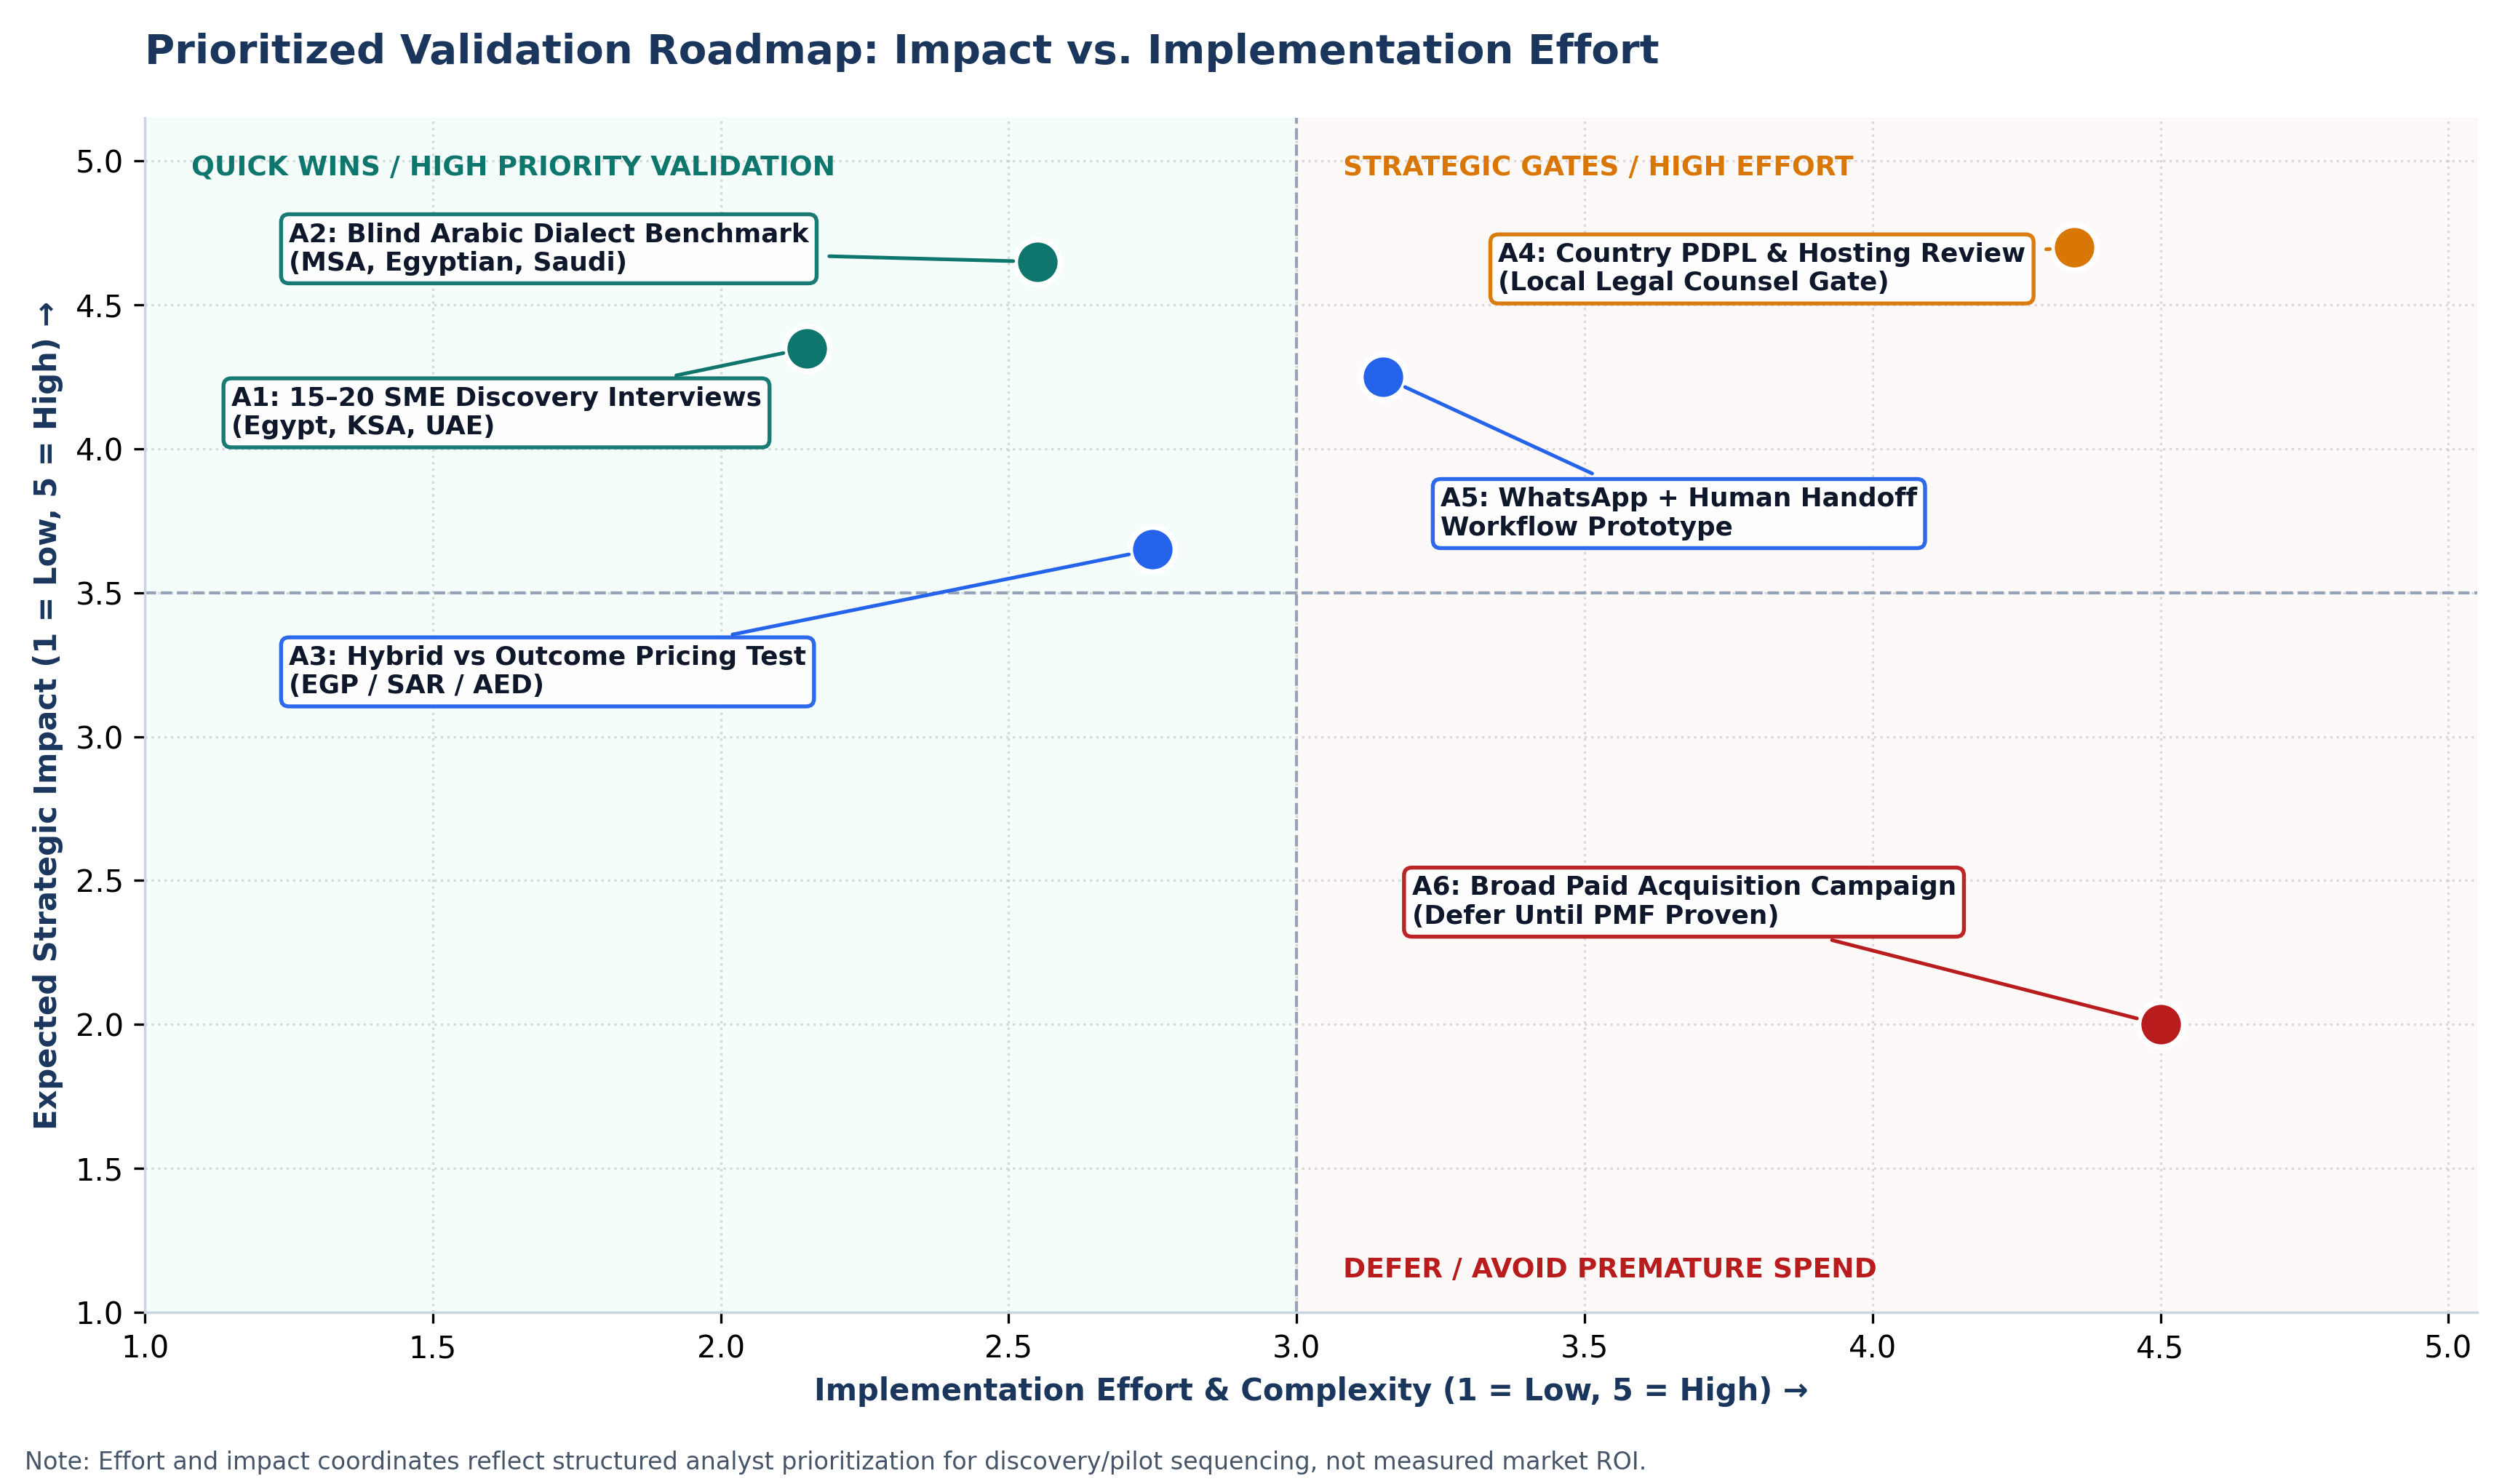 Prioritized Validation Roadmap: Impact vs. Implementation Effort
QUICK WINS / HIGH PRIORITY VALIDATION
STRATEGIC GATES / HIGH EFFORT
A2: Blind Arabic Dialect Benchmark
(MSA, Egyptian, Saudi)
A4: Country PDPL & Hosting Review
(Local Legal Counsel Gate)
A1: 15–20 SME Discovery Interviews
(Egypt, KSA, UAE)
A5: WhatsApp + Human Handoff
Workflow Prototype
A3: Hybrid vs Outcome Pricing Test
(EGP / SAR / AED)
A6: Broad Paid Acquisition Campaign
(Defer Until PMF Proven)
DEFER / AVOID PREMATURE SPEND
Expected Strategic Impact (1 = Low, 5 = High) →
5.0
4.5
4.0
3.5
3.0
2.5
2.0
1.5
1.0
1.0 1.5 2.0 2.5 3.0 3.5 4.0 4.5 5.0
Implementation Effort & Complexity (1 = Low, 5 = High) →
Note: Effort and impact coordinates reflect structured analyst prioritization for discovery/pilot sequencing, not measured market ROI.